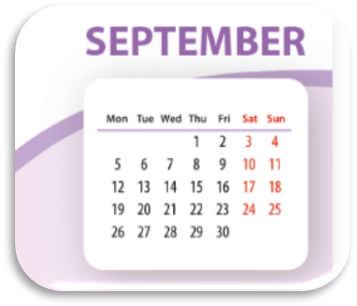 SEPTEMBER
Mon Tue Wed Thu Fri Sat Sun
1 2 3 4
5 6 7 8 9 10 11
12 13 14 15 16 17 18
19 20 21 22 23 24 25
26 27 28 29 30